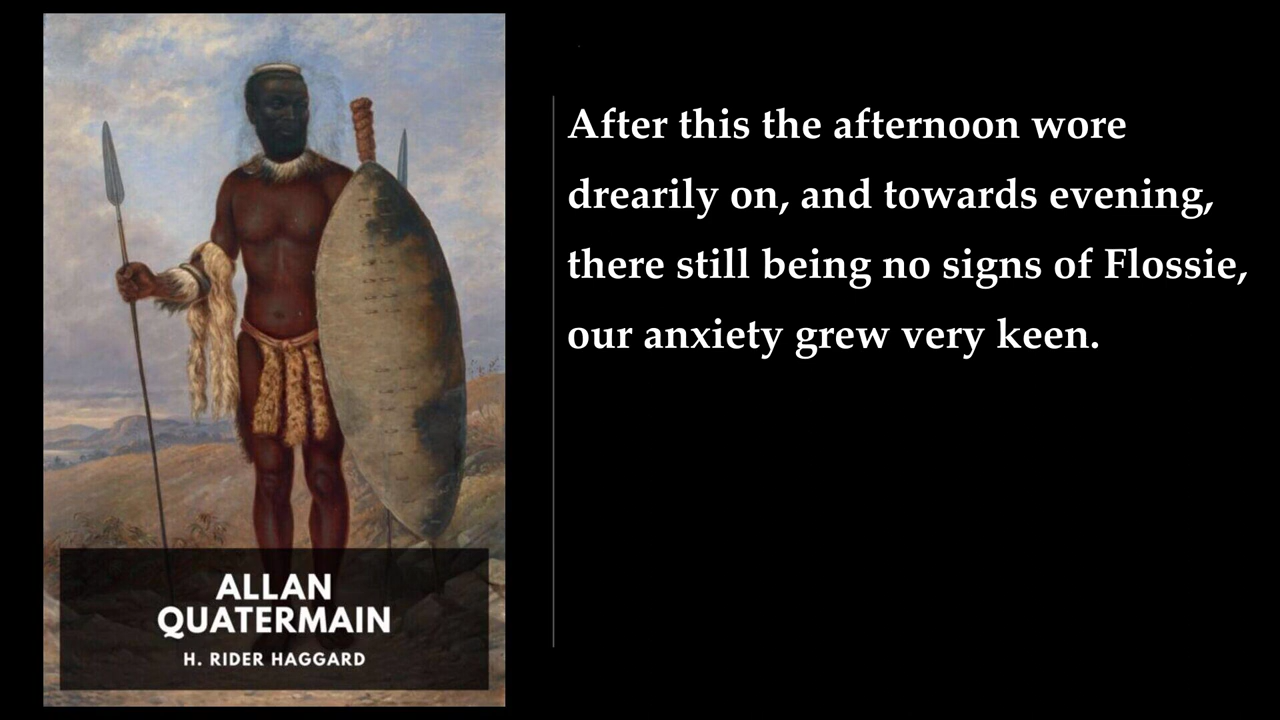 ALLAN
QUATERMAIN
H. RIDER HAGGARD
After this the afternoon wore
drearily on, and towards evening,
there still being no signs of Flossie,
our anxiety grew very keen.